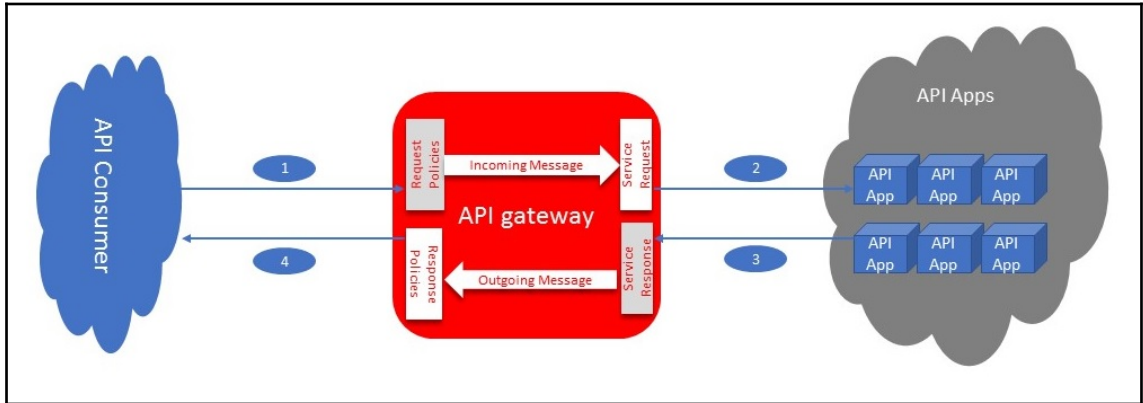 API Consumer
1
4
Request
Policies
Incoming Message
Service
Request
API gateway
Response
Policies
Outgoing Message
Service
Response
2
3
API Apps
API
App
API
App
API
App
API
App
API
App
API
App